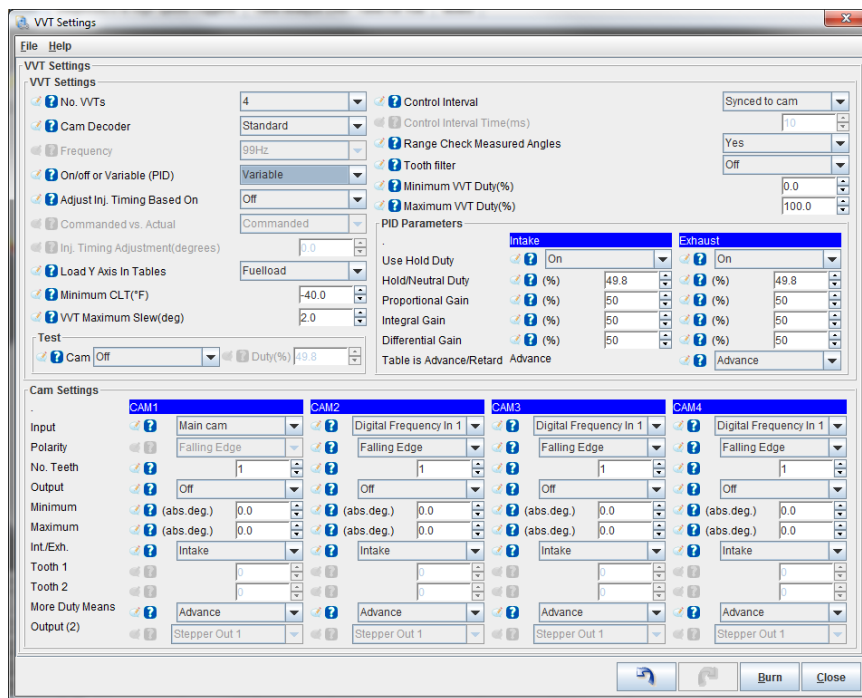 VVT Settings
File Help
VVT Settings
VVT Settings
No. VVTs 4
Cam Decoder Standard
Frequency 99Hz
On/off or Variable (PID) Variable
Adjust Inj. Timing Based On Off
Commanded vs. Actual Commanded
Inj. Timing Adjustment(degrees) 0.0
Load Y Axis In Tables Fuelload
Minimum CLT(°F) -40.0
VVT Maximum Slew(deg) 2.0
Test
Cam Off Duty(%) 49.8
Control Interval Synced to cam
Control Interval Time(ms) 10
Range Check Measured Angles Yes
Tooth filter Off
Minimum VVT Duty(%) 0.0
Maximum VVT Duty(%) 100.0
PID Parameters
. Intake Exhaust
Use Hold Duty On On
Hold/Neutral Duty (%) 49.8 (%) 49.8
Proportional Gain (%) 50 (%) 50
Integral Gain (%) 50 (%) 50
Differential Gain (%) 50 (%) 50
Table is Advance/Retard Advance Advance
Cam Settings
. CAM1 CAM2 CAM3 CAM4
Input Main cam Digital Frequency In 1 Digital Frequency In 1 Digital Frequency In 1
Polarity Falling Edge Falling Edge Falling Edge Falling Edge
No. Teeth 1 1 1 1
Output Off Off Off Off
Minimum (abs.deg.) 0.0 (abs.deg.) 0.0 (abs.deg.) 0.0 (abs.deg.) 0.0
Maximum (abs.deg.) 0.0 (abs.deg.) 0.0 (abs.deg.) 0.0 (abs.deg.) 0.0
Int./Exh. Intake Intake Intake Intake
Tooth 1 0 0 0 0
Tooth 2 0 0 0 0
More Duty Means Advance Advance Advance Advance
Output (2) Stepper Out 1 Stepper Out 1 Stepper Out 1 Stepper Out 1
Burn Close